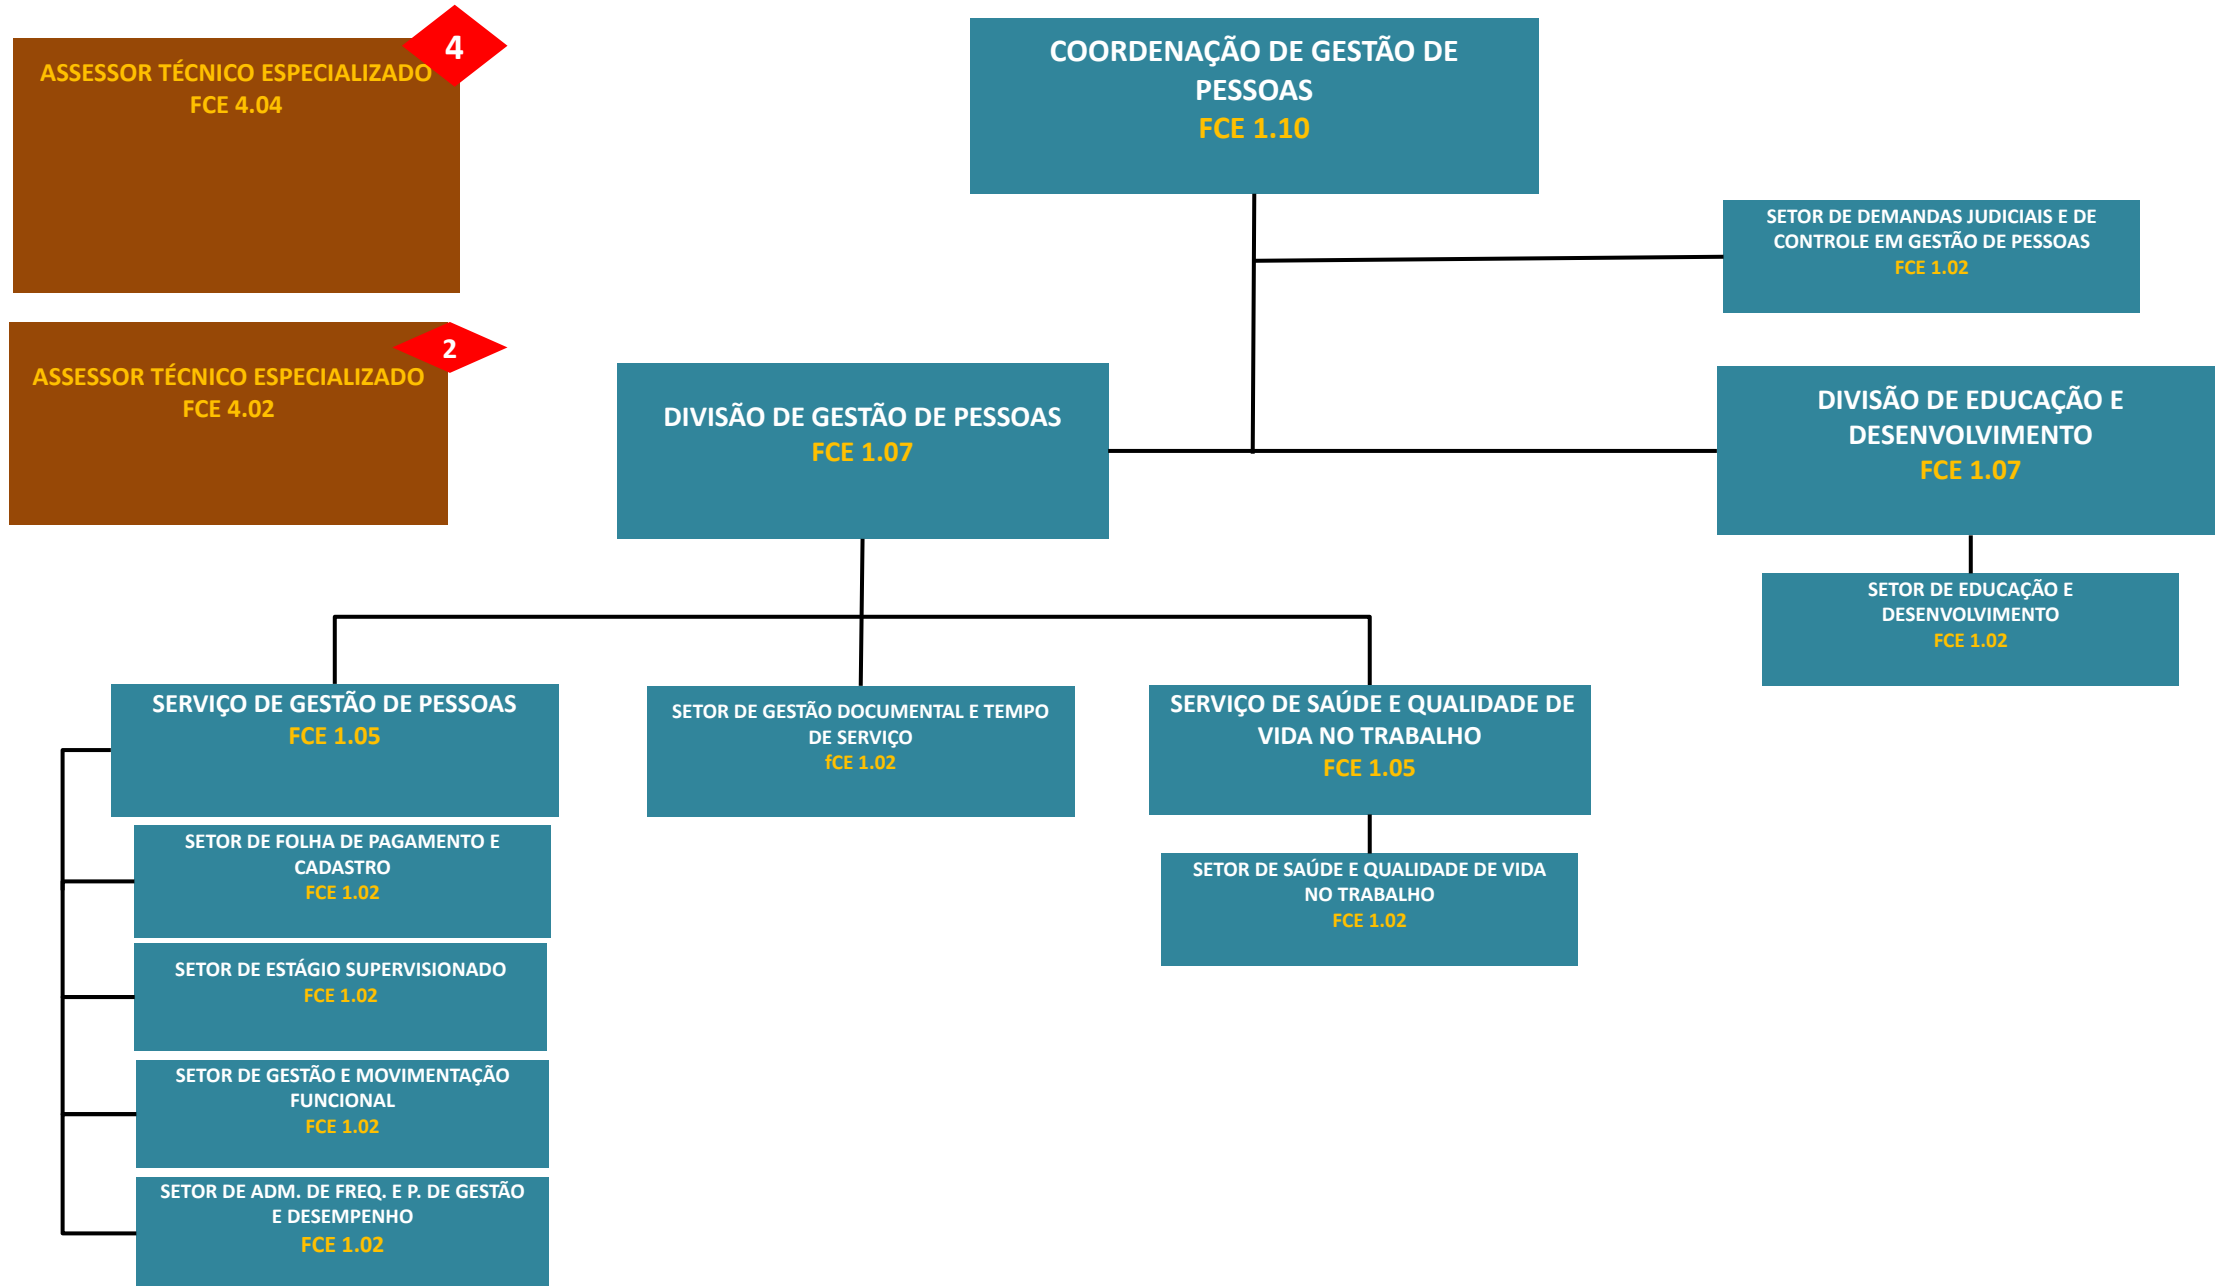 4
ASSESSOR TÉCNICO ESPECIALIZADO
FCE 4.04
COORDENAÇÃO DE GESTÃO DE
PESSOAS
FCE 1.10
SETOR DE DEMANDAS JUDICIAIS E DE
CONTROLE EM GESTÃO DE PESSOAS
FCE 1.02
2
ASSESSOR TÉCNICO ESPECIALIZADO
FCE 4.02
DIVISÃO DE GESTÃO DE PESSOAS
FCE 1.07
DIVISÃO DE EDUCAÇÃO E
DESENVOLVIMENTO
FCE 1.07
SETOR DE EDUCAÇÃO E
DESENVOLVIMENTO
FCE 1.02
SERVIÇO DE GESTÃO DE PESSOAS
FCE 1.05
SETOR DE GESTÃO DOCUMENTAL E TEMPO
DE SERVIÇO
fCE 1.02
SERVIÇO DE SAÚDE E QUALIDADE DE
VIDA NO TRABALHO
FCE 1.05
SETOR DE FOLHA DE PAGAMENTO E
CADASTRO
FCE 1.02
SETOR DE SAÚDE E QUALIDADE DE VIDA
NO TRABALHO
FCE 1.02
SETOR DE ESTÁGIO SUPERVISIONADO
FCE 1.02
SETOR DE GESTÃO E MOVIMENTAÇÃO
FUNCIONAL
FCE 1.02
SETOR DE ADM. DE FREQ. E P. DE GESTÃO
E DESEMPENHO
FCE 1.02